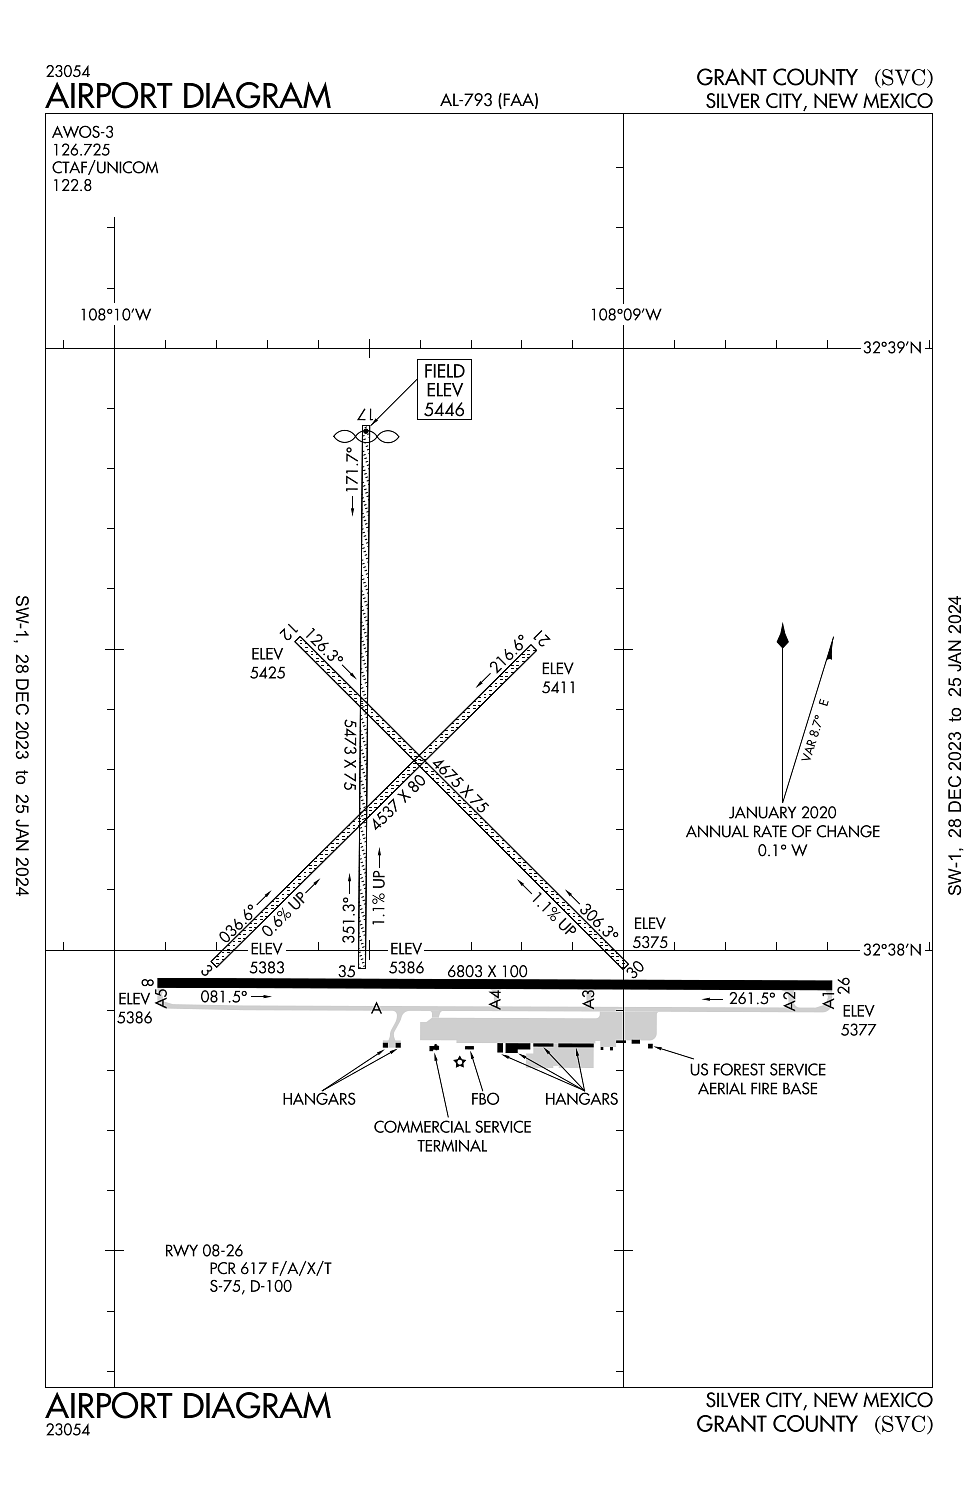 23054
AIRPORT DIAGRAM
AL-793 (FAA)
GRANT COUNTY (SVC)
SILVER CITY, NEW MEXICO
AWOS-3
126.725
CTAF/UNICOM
122.8
108°10'W
108°09'W
32°39'N
FIELD
ELEV
5446
17
171.7°
12
126.3°
ELEV
5425
21
216.6°
ELEV
5411
5473 X 75
4675 X 75
4537 X 80
VAR 8.7° E
JANUARY 2020
ANNUAL RATE OF CHANGE
0.1° W
036.6°
0.6% UP
351.3°
1.1% UP
306.3°
1.1% UP
ELEV
5375
32°38'N
3
ELEV
5383
35
ELEV
5386
6803 X 100
30
8
A5
ELEV
5386
081.5°
A
A4
A3
261.5°
A2
A1
26
ELEV
5377
HANGARS
FBO
HANGARS
US FOREST SERVICE
AERIAL FIRE BASE
COMMERCIAL SERVICE
TERMINAL
RWY 08-26
PCR 617 F/A/X/T
S-75, D-100
SW-1, 28 DEC 2023 to 25 JAN 2024
SW-1, 28 DEC 2023 to 25 JAN 2024
AIRPORT DIAGRAM
23054
SILVER CITY, NEW MEXICO
GRANT COUNTY (SVC)